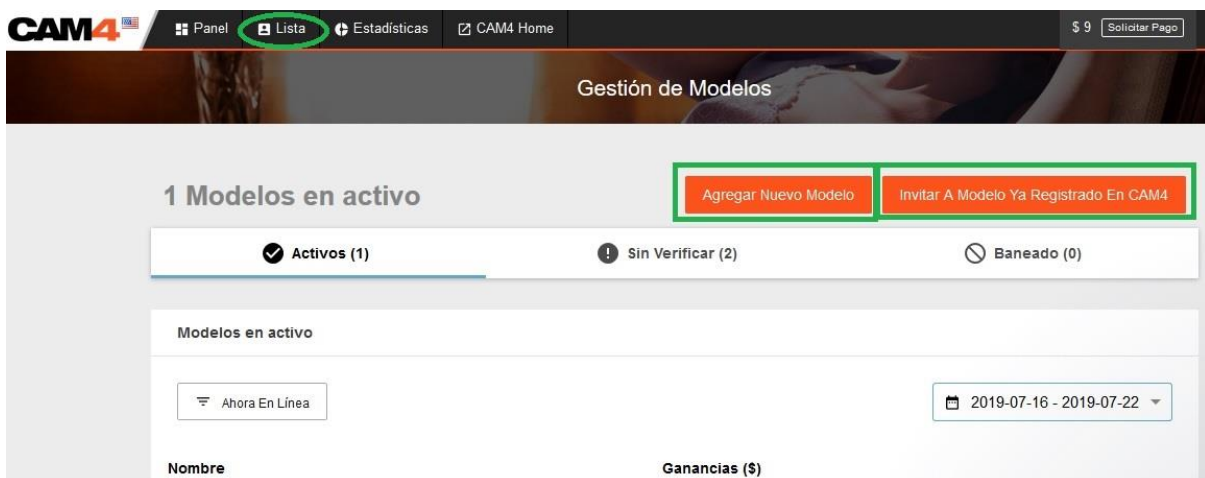 CAM4 Panel Lista Estadísticas CAM4 Home $ 9 Solicitar Pago
Gestión de Modelos
1 Modelos en activo Agregar Nuevo Modelo Invitar A Modelo Ya Registrado En CAM4
Activos (1) Sin Verificar (2) Baneado (0)
Modelos en activo
Ahora En Línea 2019-07-16 - 2019-07-22
Nombre Ganancias ($)